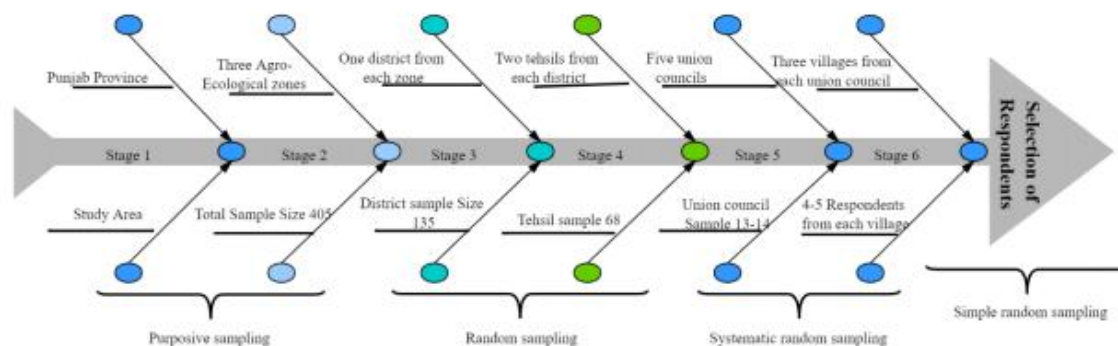 Punjab Province
Three Agro-
Ecological zones
One district from
each zone
Two tehsils from
each district
Five union
councils
Three villages from
each union council
Stage 1
Stage 2
Stage 3
Stage 4
Stage 5
Stage 6
Selection of
Respondents
Study Area
Total Sample Size 405
District sample Size
135
Tehsil sample 68
Union council
Sample 13-14
4-5 Respondents
from each village
Purposive sampling
Random sampling
Systematic random sampling
Simple random sampling